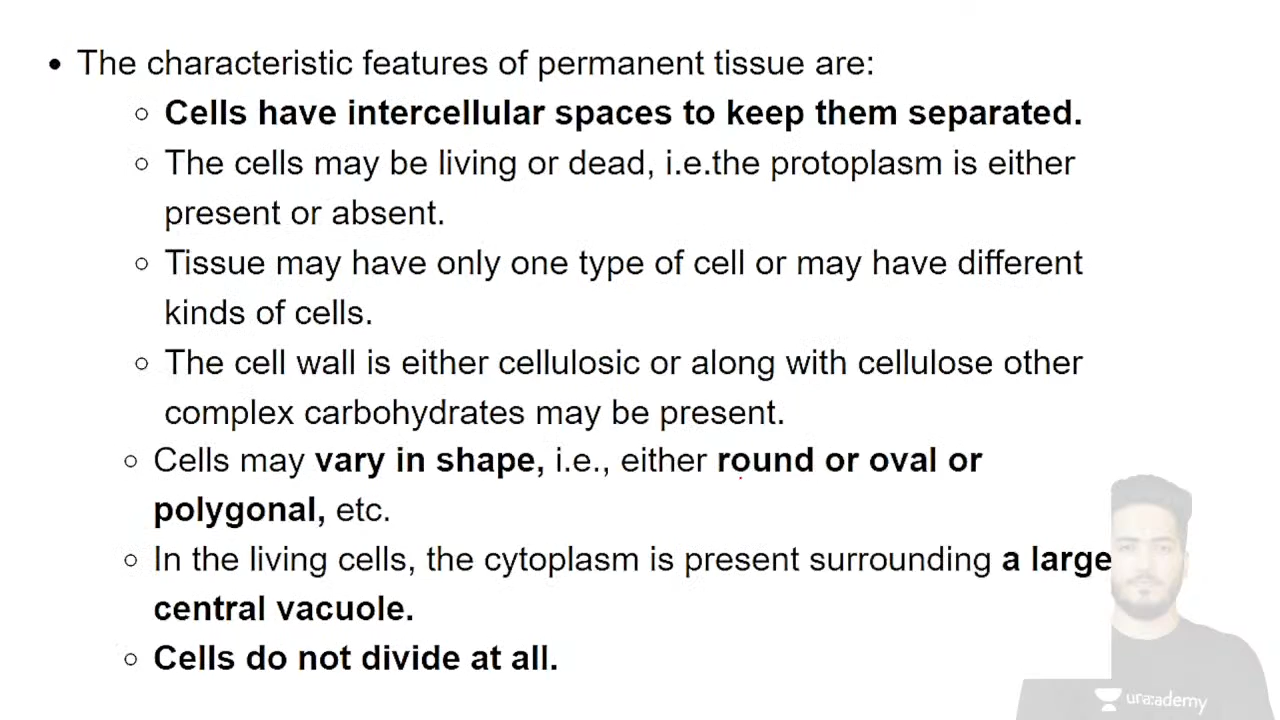 • The characteristic features of permanent tissue are:
○ Cells have intercellular spaces to keep them separated.
○ The cells may be living or dead, i.e.the protoplasm is either
present or absent.
○ Tissue may have only one type of cell or may have different
kinds of cells.
○ The cell wall is either cellulosic or along with cellulose other
complex carbohydrates may be present.
○ Cells may vary in shape, i.e., either round or oval or
polygonal, etc.
○ In the living cells, the cytoplasm is present surrounding a large
central vacuole.
○ Cells do not divide at all.